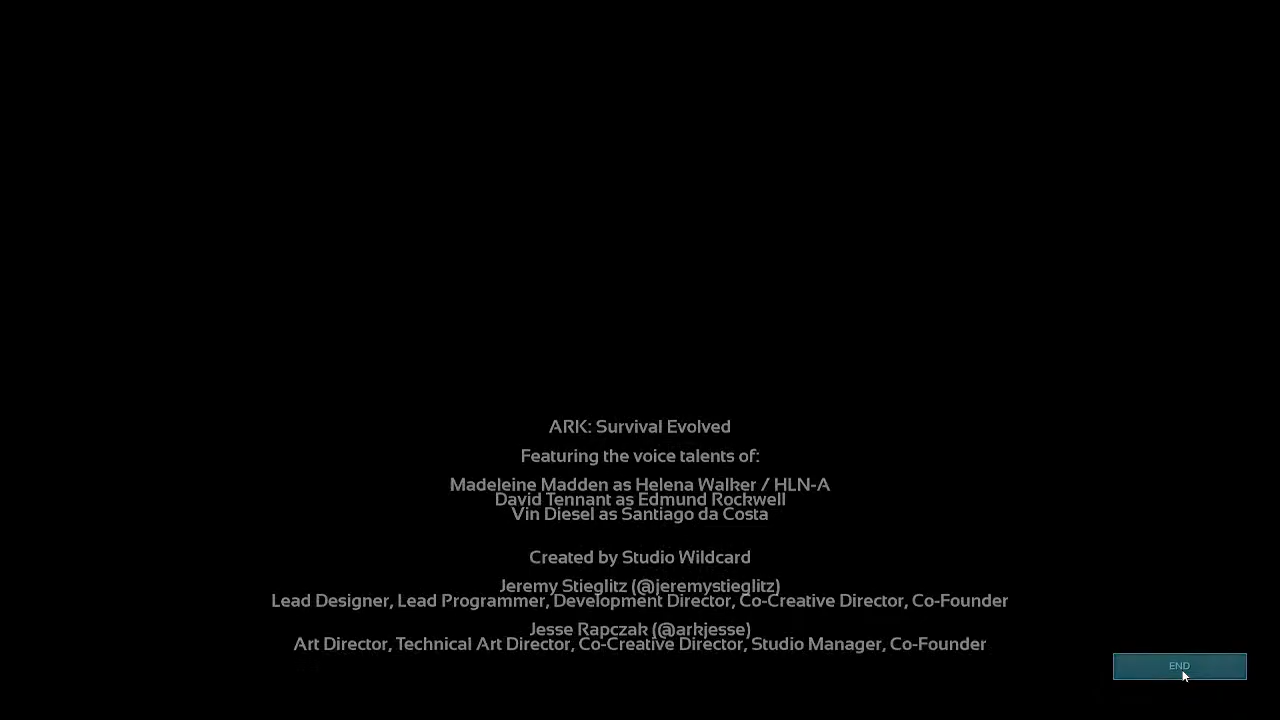 ARK: Survival Evolved
Featuring the voice talents of:
Madeleine Madden as Helena Walker / HLN-A
David Tennant as Edmund Rockwell
Vin Diesel as Santiago da Costa
Created by Studio Wildcard
Jeremy Stieglitz (@jeremystieglitz)
Lead Designer, Lead Programmer, Development Director, Co-Creative Director, Co-Founder
Jesse Rapczak (@arkjesse)
Art Director, Technical Art Director, Co-Creative Director, Studio Manager, Co-Founder
END